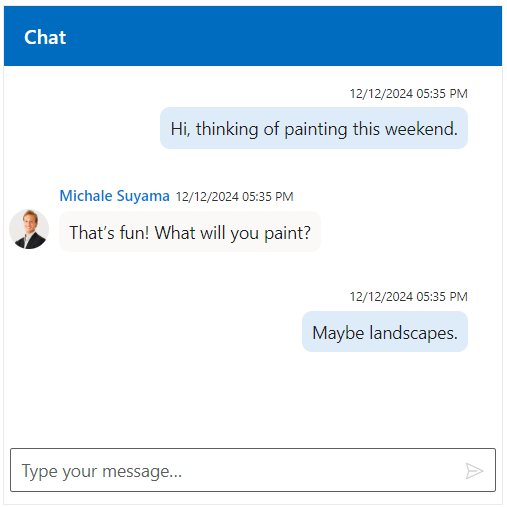 Chat
12/12/2024 05:35 PM
Hi, thinking of painting this weekend.
Michale Suyama 12/12/2024 05:35 PM
That's fun! What will you paint?
12/12/2024 05:35 PM
Maybe landscapes.
Type your message...